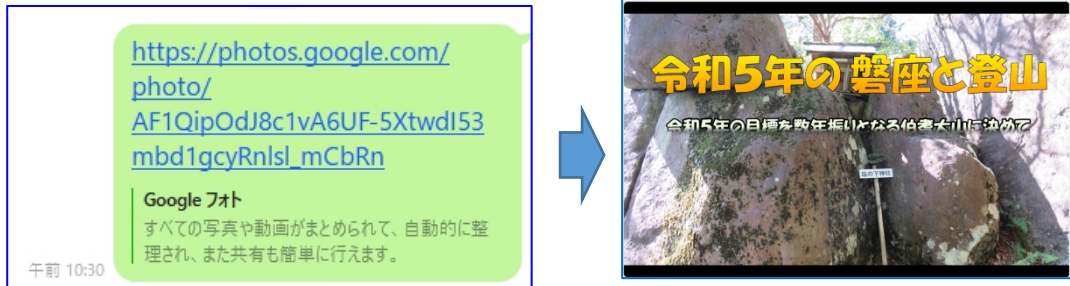 https://photos.google.com/
photo/
AF1QipOdJ8c1vA6UF-5XtwdI53
mbd1gcyRnlsl_mCbRn
Google フォト
すべての写真や動画がまとめられて、自動的に整
理され、また共有も簡単に行えます。
午前 10:30
令和5年の 磐座と登山
令和5年の目標を数年振りとなる伯耆大山に決めて